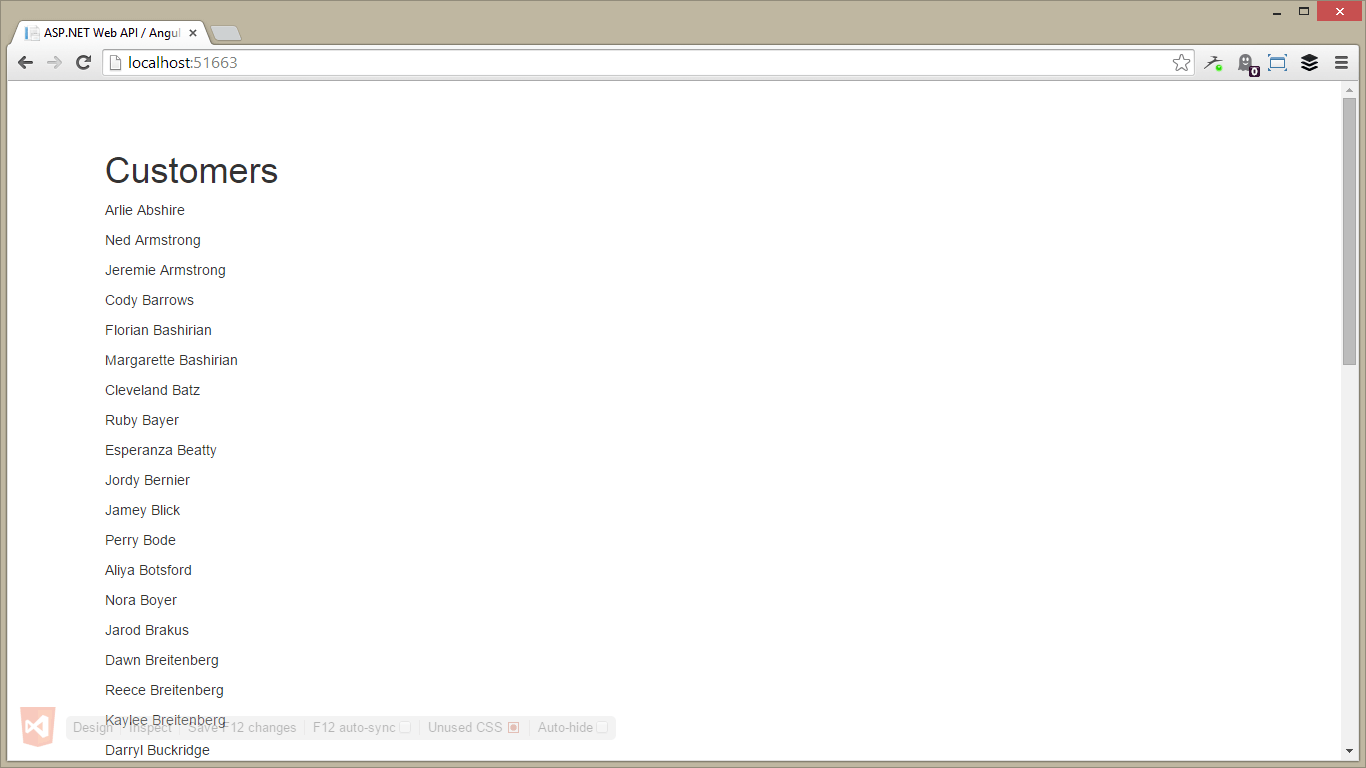 ASP.NET Web API / Angul
localhost:51663
0
Customers
Arlie Abshire
Ned Armstrong
Jeremie Armstrong
Cody Barrows
Florian Bashirian
Margarette Bashirian
Cleveland Batz
Ruby Bayer
Esperanza Beatty
Jordy Bernier
Jamey Blick
Perry Bode
Aliya Botsford
Nora Boyer
Jarod Brakus
Dawn Breitenberg
Reece Breitenberg
Kaylee Breitenberg
Design Inspect Save F12 changes F12 auto-sync Unused CSS Auto-hide
Darryl Buckridge